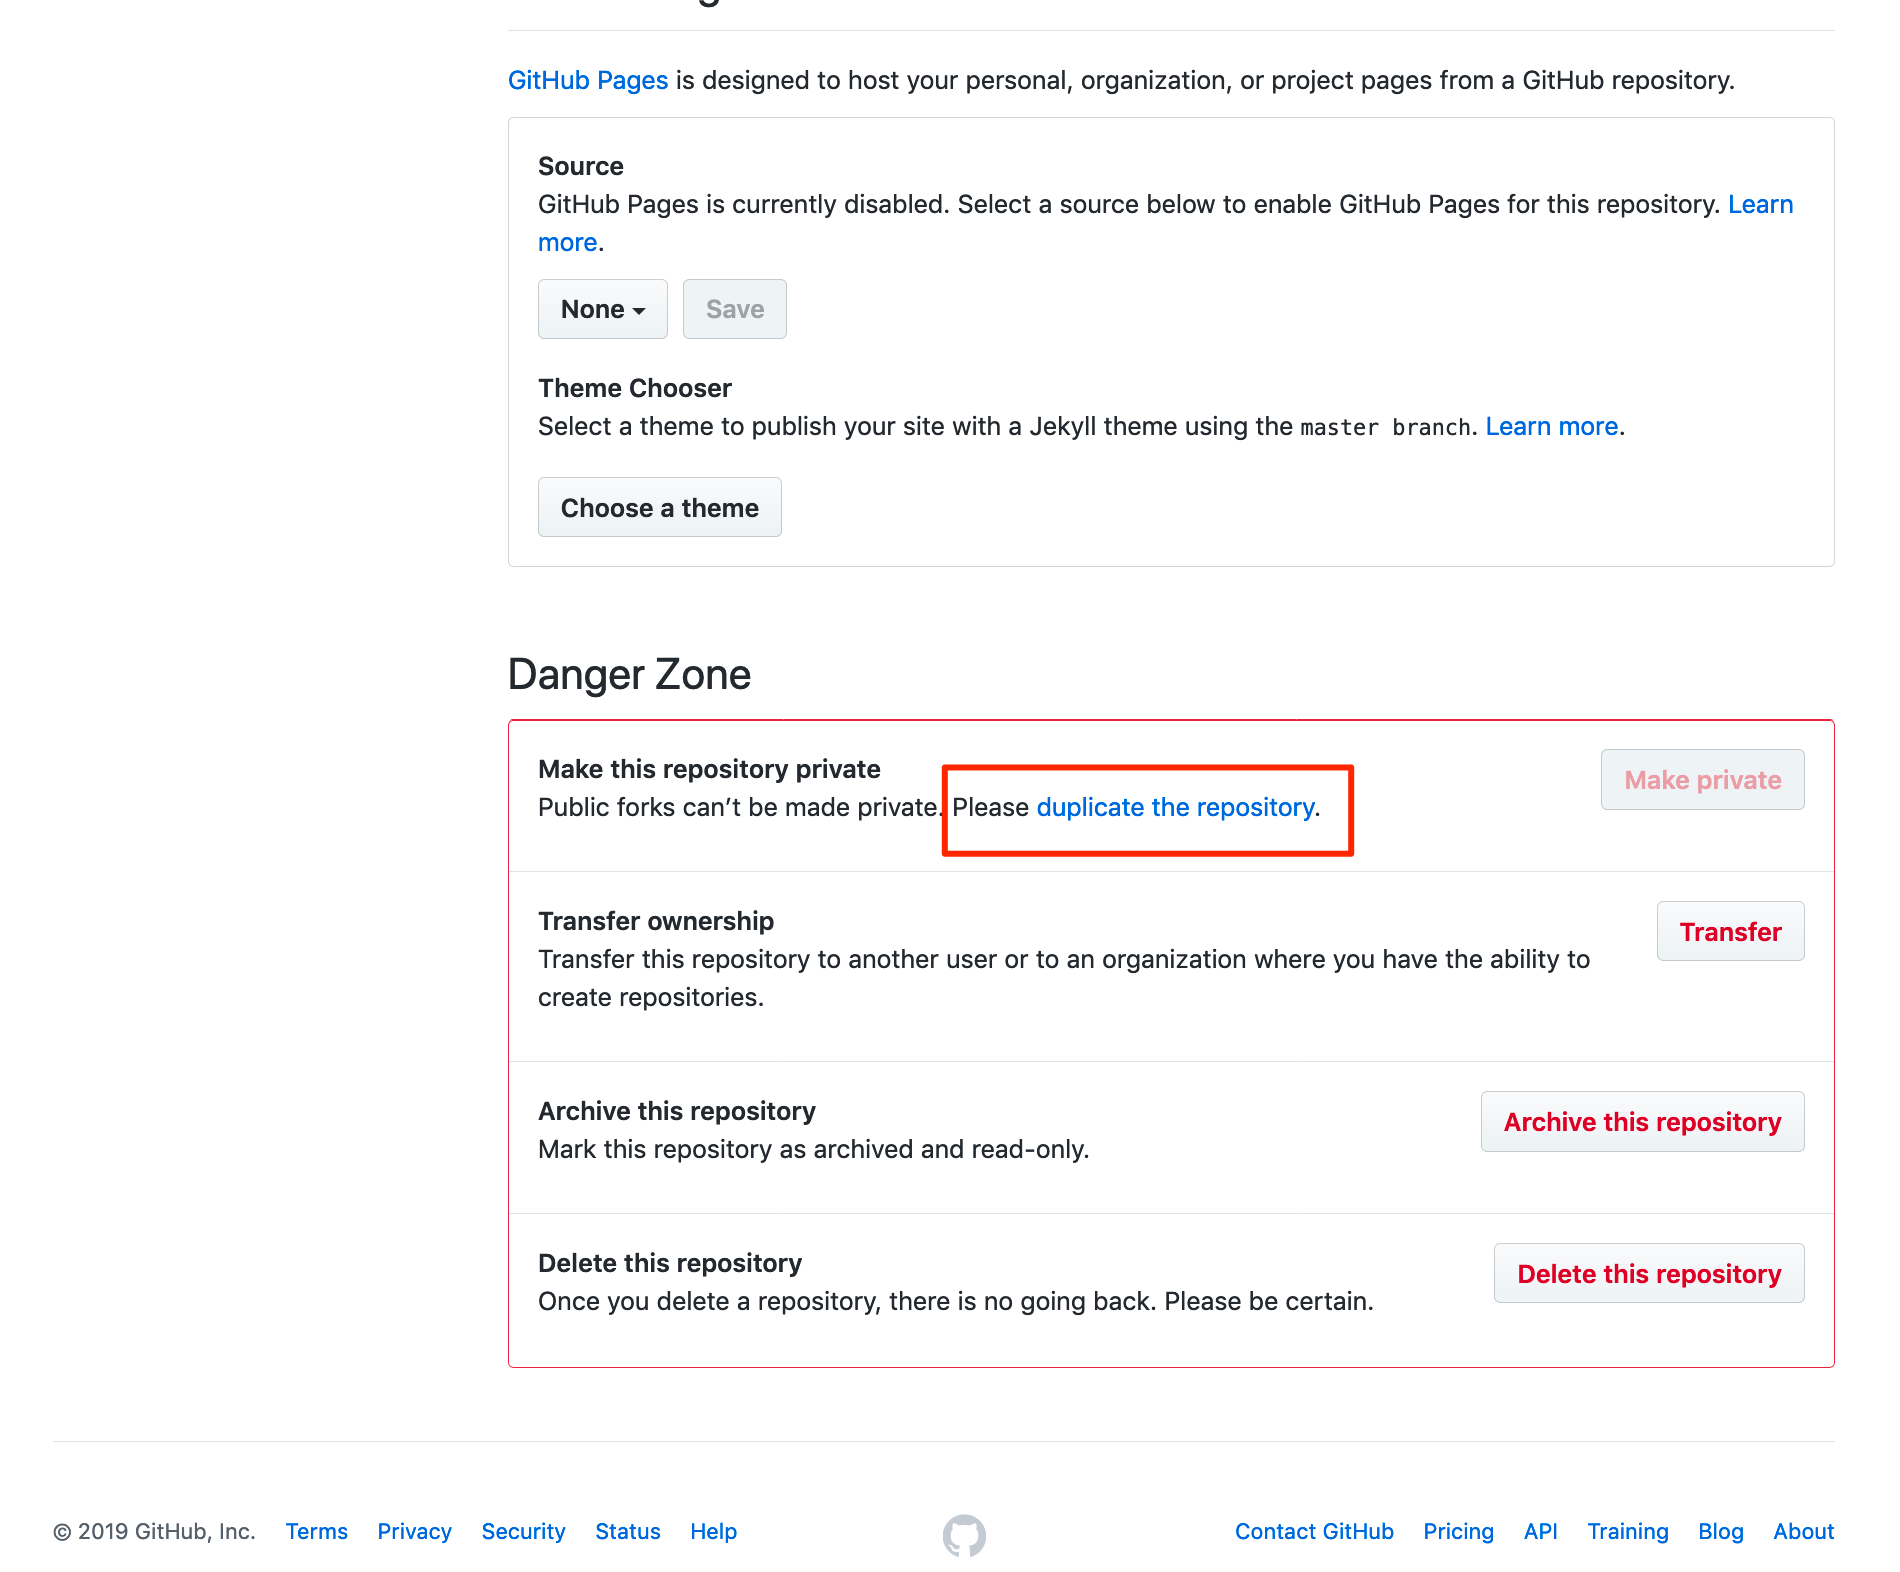 GitHub Pages is designed to host your personal, organization, or project pages from a GitHub repository.
Source
GitHub Pages is currently disabled. Select a source below to enable GitHub Pages for this repository. Learn
more.
None Save
Theme Chooser
Select a theme to publish your site with a Jekyll theme using the master branch. Learn more.
Choose a theme
Danger Zone
Make this repository private
Public forks can’t be made private. Please duplicate the repository.
Make private
Transfer ownership
Transfer this repository to another user or to an organization where you have the ability to
create repositories.
Transfer
Archive this repository
Mark this repository as archived and read-only.
Archive this repository
Delete this repository
Once you delete a repository, there is no going back. Please be certain.
Delete this repository
© 2019 GitHub, Inc. Terms Privacy Security Status Help Contact GitHub Pricing API Training Blog About